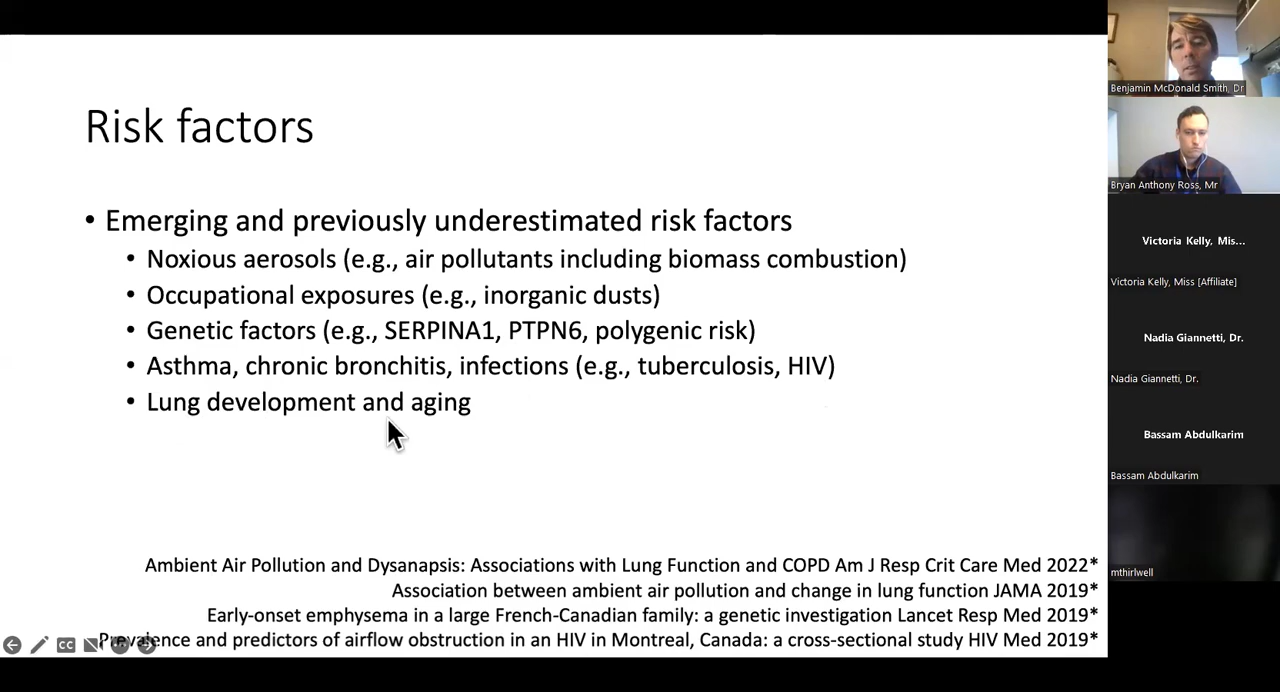 Risk factors
• Emerging and previously underestimated risk factors
• Noxious aerosols (e.g., air pollutants including biomass combustion)
• Occupational exposures (e.g., inorganic dusts)
• Genetic factors (e.g., SERPINA1, PTPN6, polygenic risk)
• Asthma, chronic bronchitis, infections (e.g., tuberculosis, HIV)
• Lung development and aging
Ambient Air Pollution and Dysanapsis: Associations with Lung Function and COPD Am J Resp Crit Care Med 2022*
Association between ambient air pollution and change in lung function JAMA 2019*
Early-onset emphysema in a large French-Canadian family: a genetic investigation Lancet Resp Med 2019*
Prevalence and predictors of airflow obstruction in an HIV in Montreal, Canada: a cross-sectional study HIV Med 2019*
CC
Benjamin McDonald Smith, Dr
Bryan Anthony Ross, Mr
Victoria Kelly, Mis...
Victoria Kelly, Miss [Affiliate]
Nadia Giannetti, Dr.
Nadia Giannetti, Dr.
Bassam Abdulkarim
Bassam Abdulkarim
mthirlwell